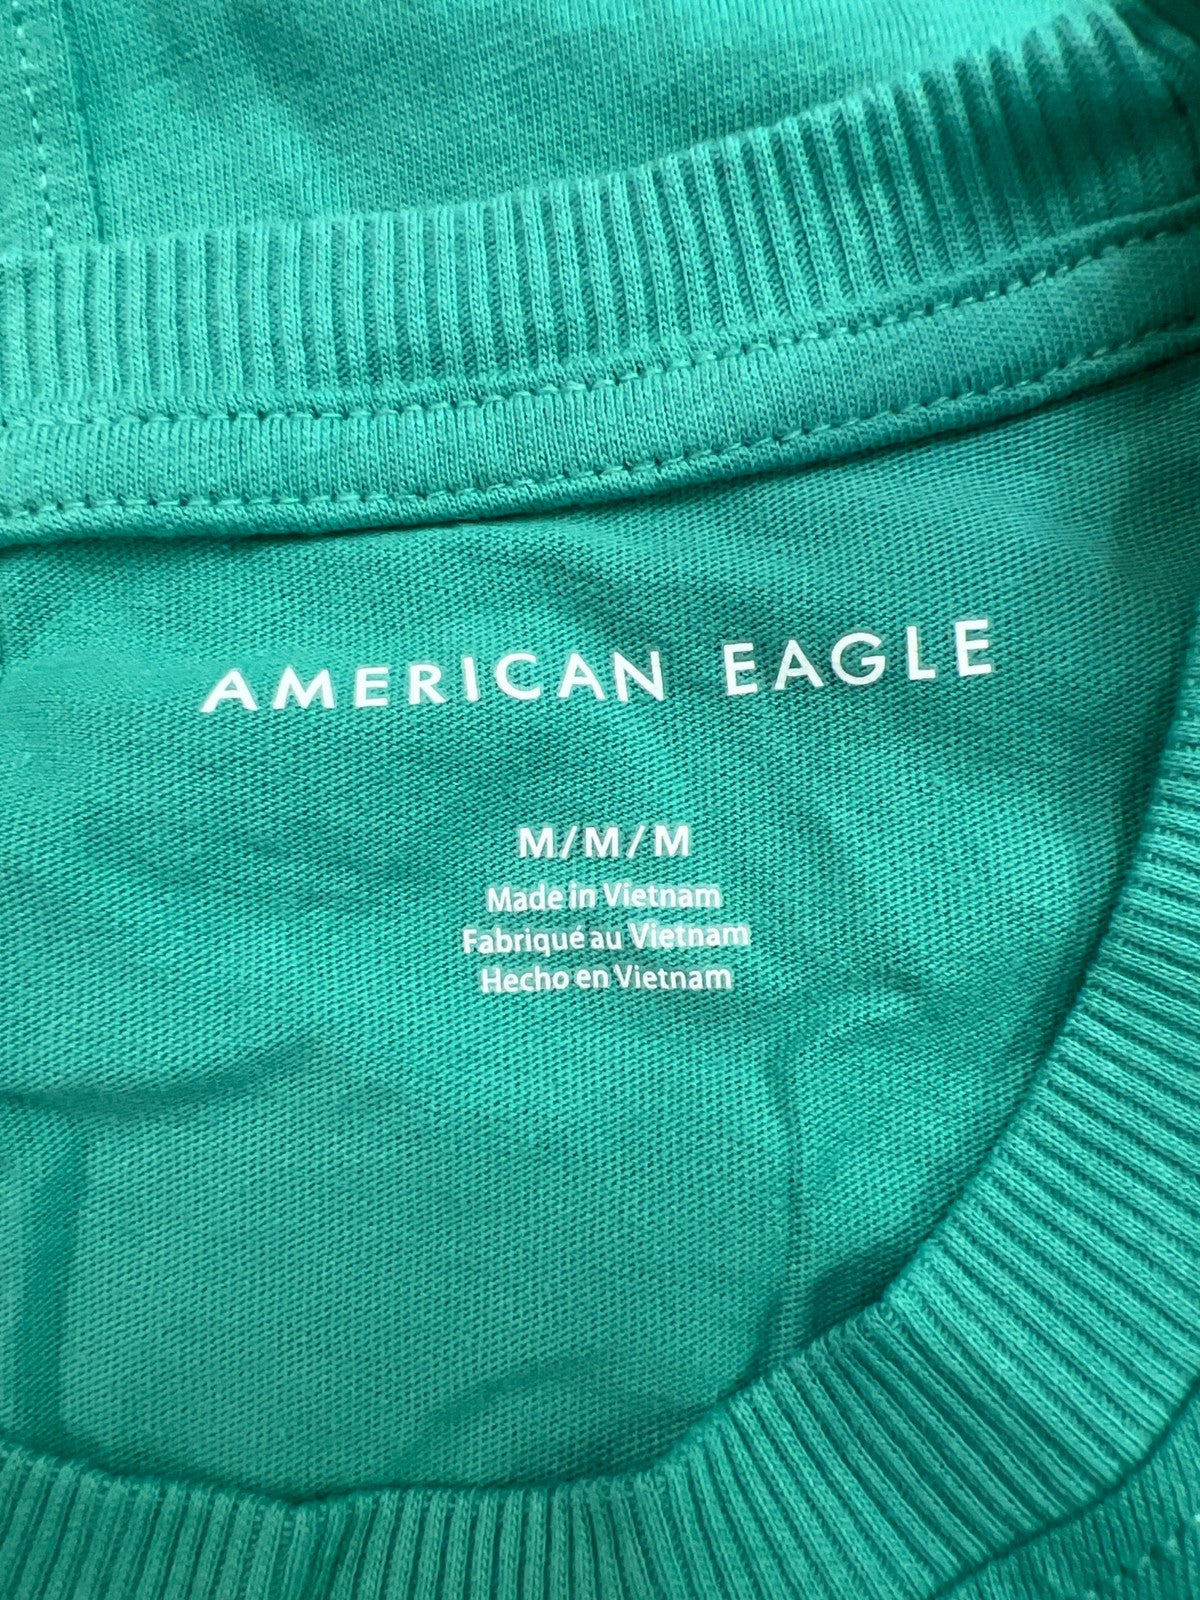 AMERICAN EAGLE
M/M/M
Made in Vietnam
Fabriqué au Vietnam
Hecho en Vietnam